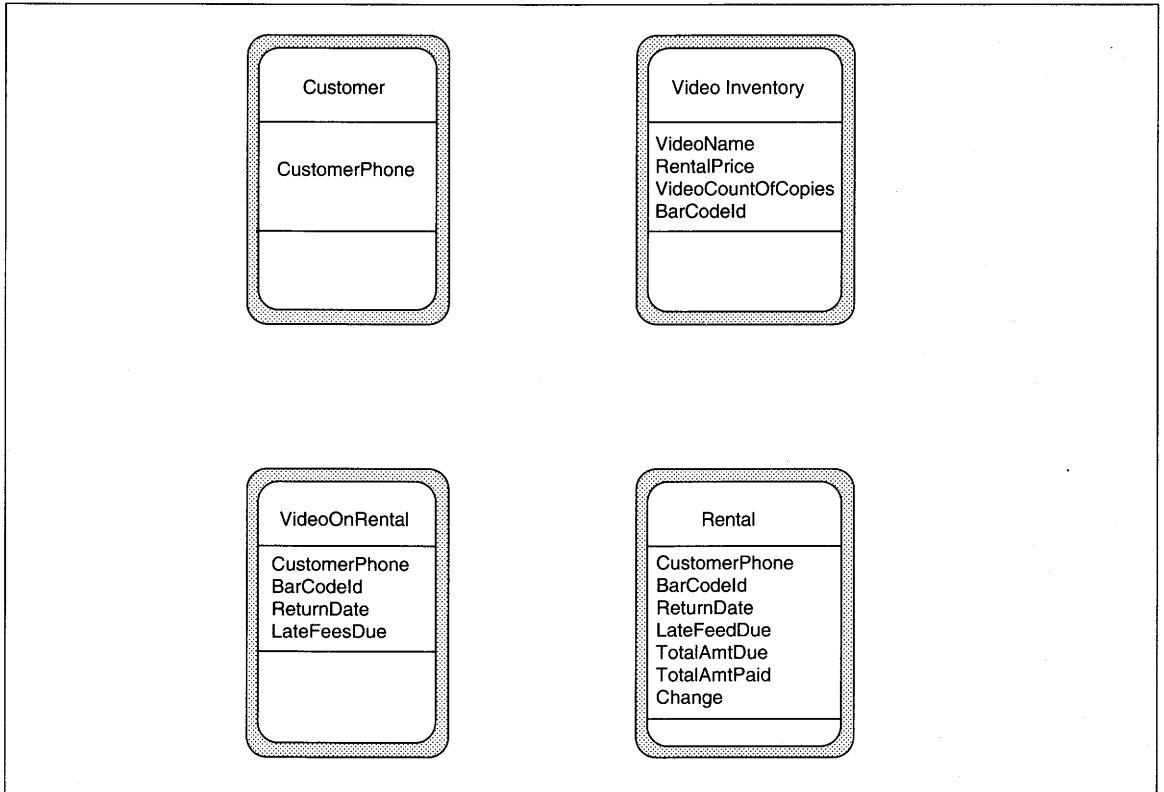 Customer
CustomerPhone
Video Inventory
VideoName
RentalPrice
VideoCountOfCopies
BarCodeId
VideoOnRental
CustomerPhone
BarCodeId
ReturnDate
LateFeesDue
Rental
CustomerPhone
BarCodeId
ReturnDate
LateFeedDue
TotalAmtDue
TotalAmtPaid
Change